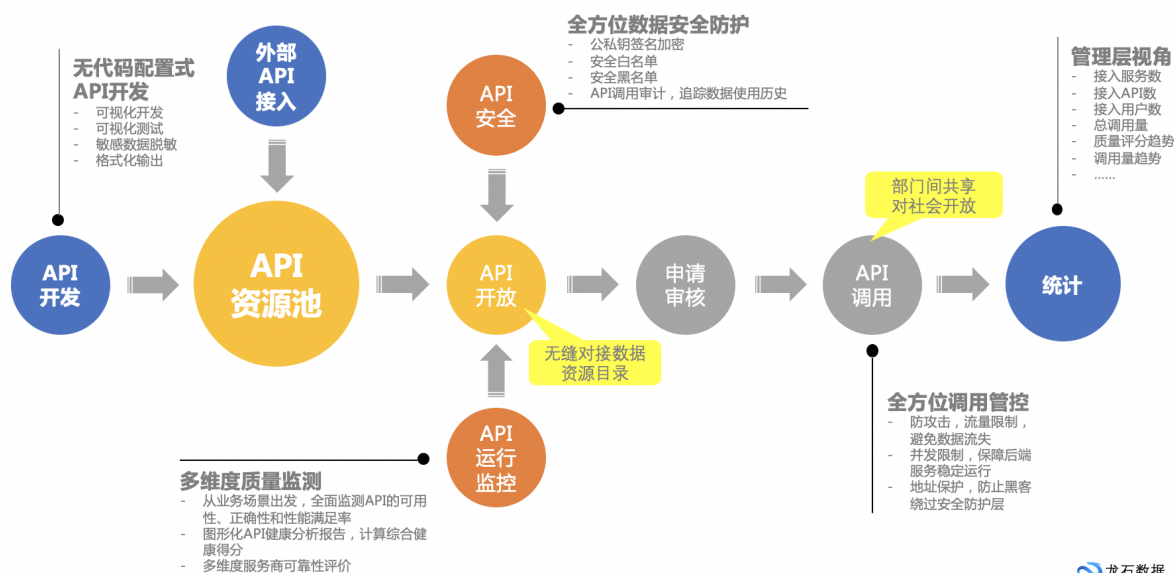 无代码配置式
API开发
- 可视化开发
- 可视化测试
- 敏感数据脱敏
- 格式化输出
外部
API
接入
API
安全
全方位数据安全防护
- 公私钥签名加密
- 安全白名单
- 安全黑名单
- API调用审计，追踪数据使用历史
管理层视角
- 接入服务数
- 接入API数
- 接入用户数
- 总调用量
- 质量评分趋势
- 调用量趋势
- ......
部门间共享
对社会开放
API
开发
API
资源池
API
开放
申请
审核
API
调用
统计
无缝对接数据
资源目录
API
运行
监控
多维度质量监测
- 从业务场景出发，全面监测API的可用
性、正确性和性能满足率
- 图形化API健康分析报告，计算综合健
康得分
- 多维度服务商可靠性评价
全方位调用管控
- 防攻击，流量限制，
避免数据流失
- 并发限制，保障后端
服务稳定运行
- 地址保护，防止黑客
绕过安全防护层
龙石数据